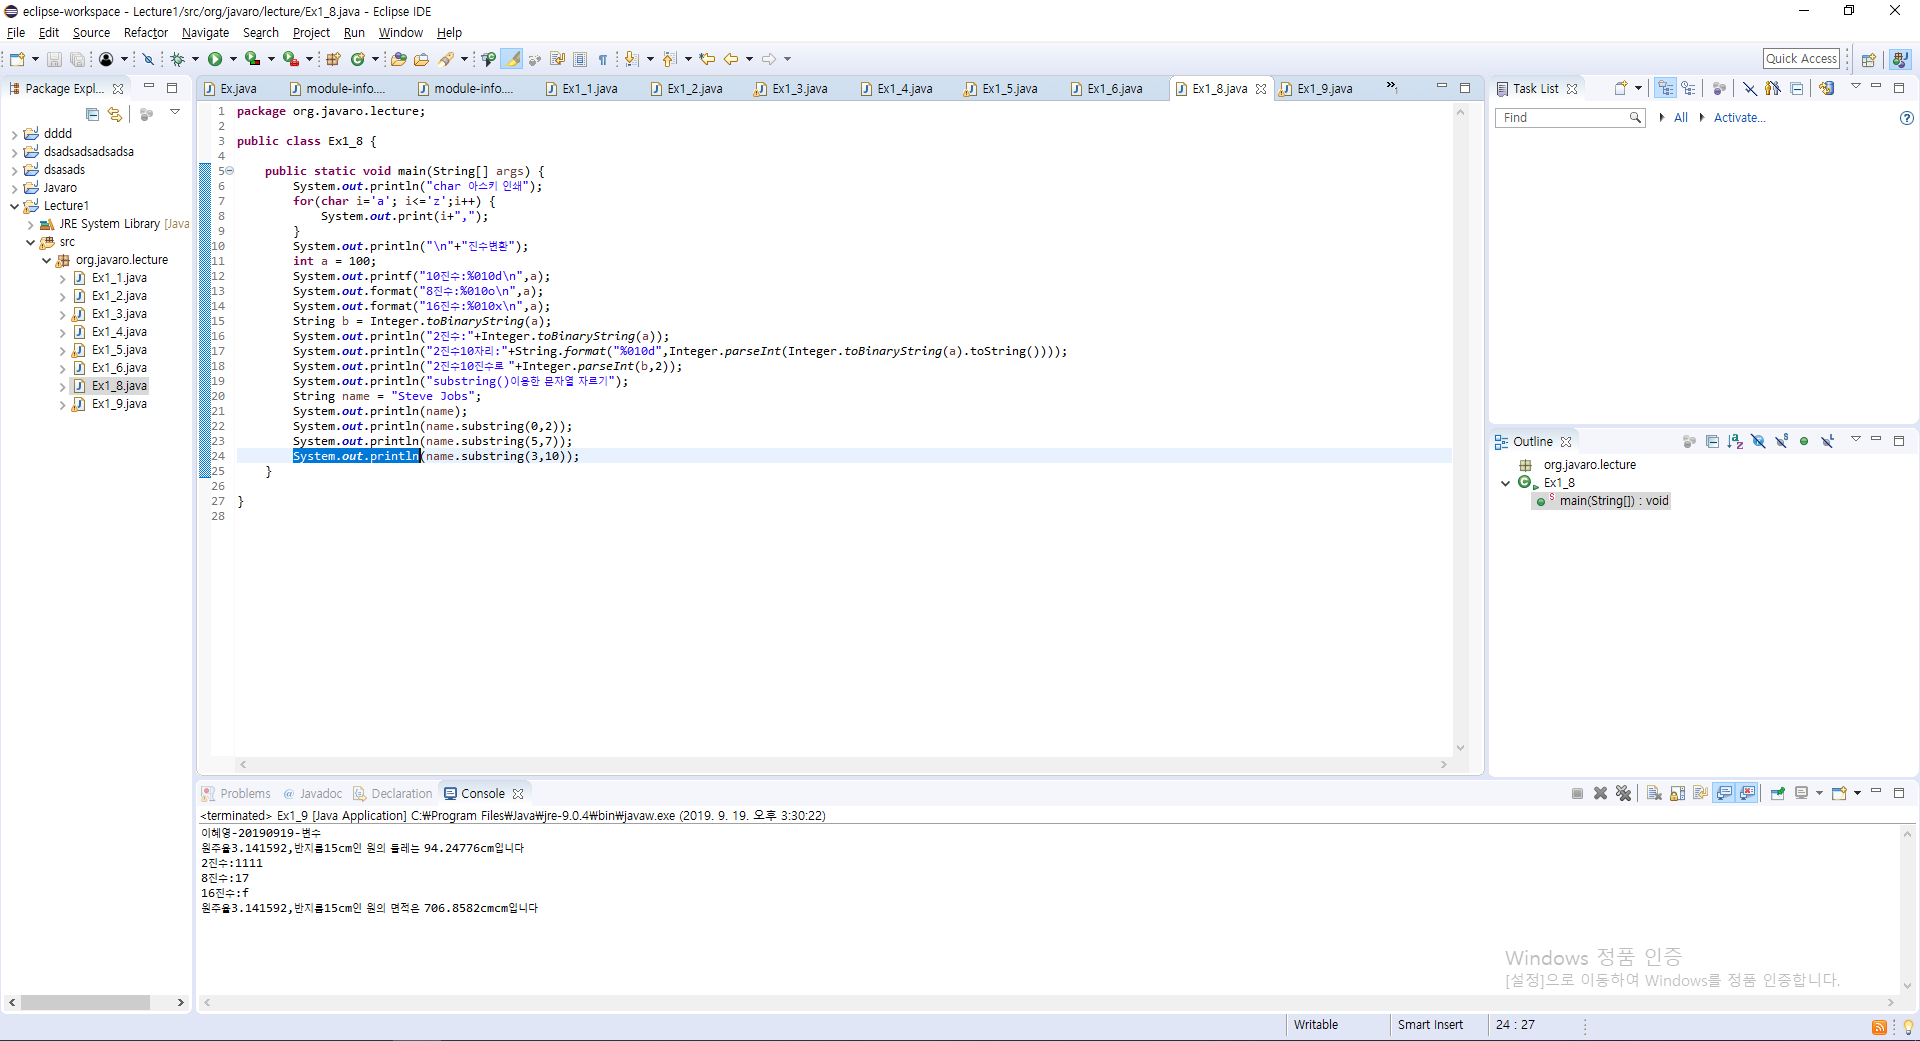 eclipse-workspace - Lecture1/src/org/javaro/lecture/Ex1_8.java - Eclipse IDE
File Edit Source Refactor Navigate Search Project Run Window Help
Quick Access
Package Expl...
dddd
dsadsadsadsadsa
dsasads
Javaro
Lecture1
JRE System Library [Java
src
org.javaro.lecture
Ex1_1.java
Ex1_2.java
Ex1_3.java
Ex1_4.java
Ex1_5.java
Ex1_6.java
Ex1_8.java
Ex1_9.java
Ex.java module-info.... module-info.... Ex1_1.java Ex1_2.java Ex1_3.java Ex1_4.java Ex1_5.java Ex1_6.java Ex1_8.java Ex1_9.java »1
1 package org.javaro.lecture;
2
3 public class Ex1_8 {
4
5 public static void main(String[] args) {
6 System.out.println("char 아스키 인쇄");
7 for(char i='a'; i<='z';i++) {
8 System.out.print(i+",");
9 }
10 System.out.println("\n"+"진수변환");
11 int a = 100;
12 System.out.printf("10진수:%010d\n",a);
13 System.out.format("8진수:%010o\n",a);
14 System.out.format("16진수:%010x\n",a);
15 String b = Integer.toBinaryString(a);
16 System.out.println("2진수:"+Integer.toBinaryString(a));
17 System.out.println("2진수10자리:"+String.format("%010d",Integer.parseInt(Integer.toBinaryString(a).toString())));
18 System.out.println("2진수10진수로 "+Integer.parseInt(b,2));
19 System.out.println("substring()이용한 문자열 자르기");
20 String name = "Steve Jobs";
21 System.out.println(name);
22 System.out.println(name.substring(0,2));
23 System.out.println(name.substring(5,7));
24 System.out.println(name.substring(3,10));
25 }
26
27 }
28
Task List
Find All Activate...
Outline
org.javaro.lecture
Ex1_8
main(String[]) : void
Problems @ Javadoc Declaration Console
<terminated> Ex1_9 [Java Application] C:₩Program Files₩Java₩jre-9.0.4₩bin₩javaw.exe (2019. 9. 19. 오후 3:30:22)
이혜영-20190919-변수
원주율3.141592,반지름15cm인 원의 둘레는 94.24776cm입니다
2진수:1111
8진수:17
16진수:f
원주율3.141592,반지름15cm인 원의 면적은 706.8582cmcm입니다
Windows 정품 인증
[설정]으로 이동하여 Windows를 정품 인증합니다.
Writable Smart Insert 24 : 27